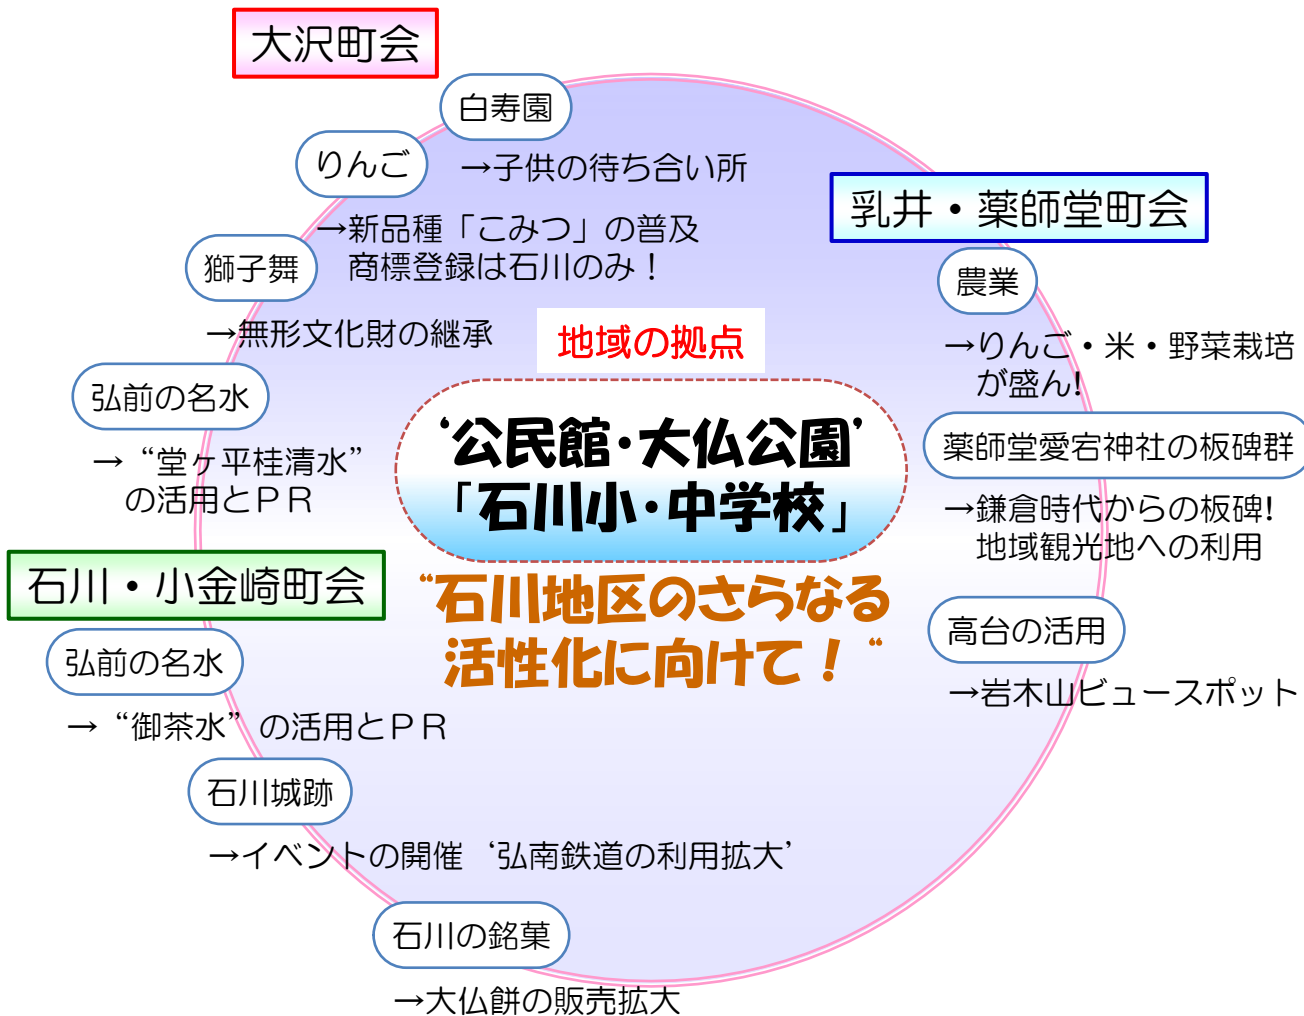 大沢町会
白寿園
→子供の待ち合い所
りんご
→新品種「こみつ」の普及
商標登録は石川のみ！
獅子舞
→無形文化財の継承
弘前の名水
→“堂ヶ平桂清水”
の活用とＰＲ
石川・小金崎町会
弘前の名水
→“御茶水”の活用とＰＲ
石川城跡
→イベントの開催‘弘南鉄道の利用拡大’
石川の銘菓
→大仏餅の販売拡大
地域の拠点
‘公民館・大仏公園’
「石川小・中学校」
“石川地区のさらなる
活性化に向けて！“
乳井・薬師堂町会
農業
→りんご・米・野菜栽培
が盛ん!
薬師堂愛宕神社の板碑群
→鎌倉時代からの板碑!
地域観光地への利用
高台の活用
→岩木山ビュースポット